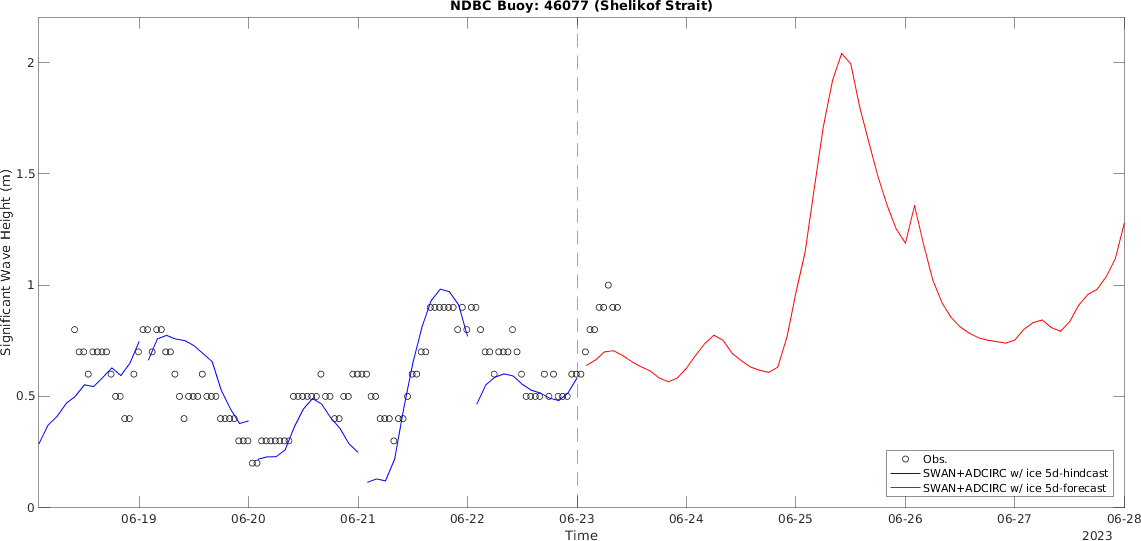 NDBC Buoy: 46077 (Shelikof Strait)
Significant Wave Height (m)
2
1.5
1
0.5
0
Obs.
SWAN+ADCIRC w/ ice 5d-hindcast
SWAN+ADCIRC w/ ice 5d-forecast
06-19 06-20 06-21 06-22 06-23 06-24 06-25 06-26 06-27 06-28
Time
2023